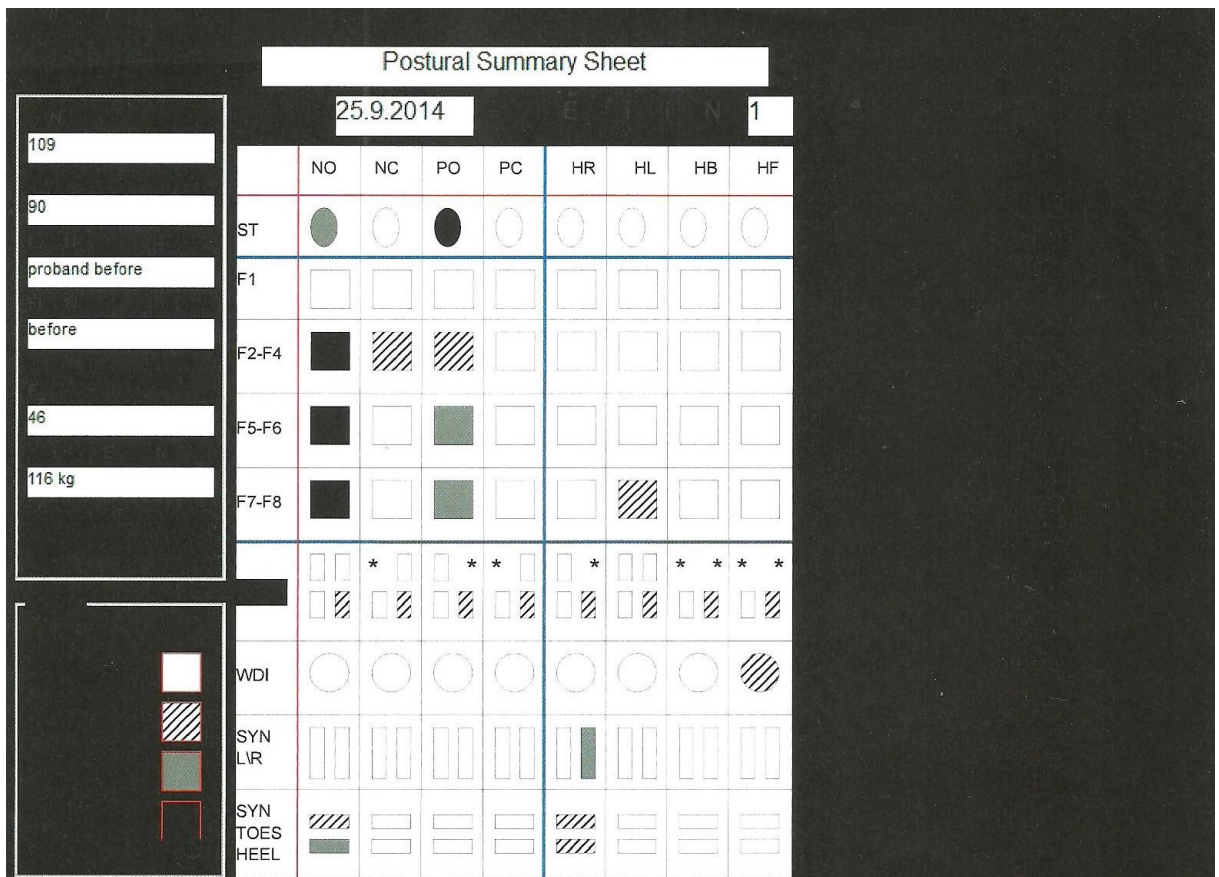 Postural Summary Sheet
25.9.2014 1
109
90
proband before
before
46
116 kg
NO NC PO PC HR HL HB HF
ST
F1
F2-F4
F5-F6
F7-F8
* * * * * * * *
WDI
SYN
L\R
SYN
TOES
HEEL